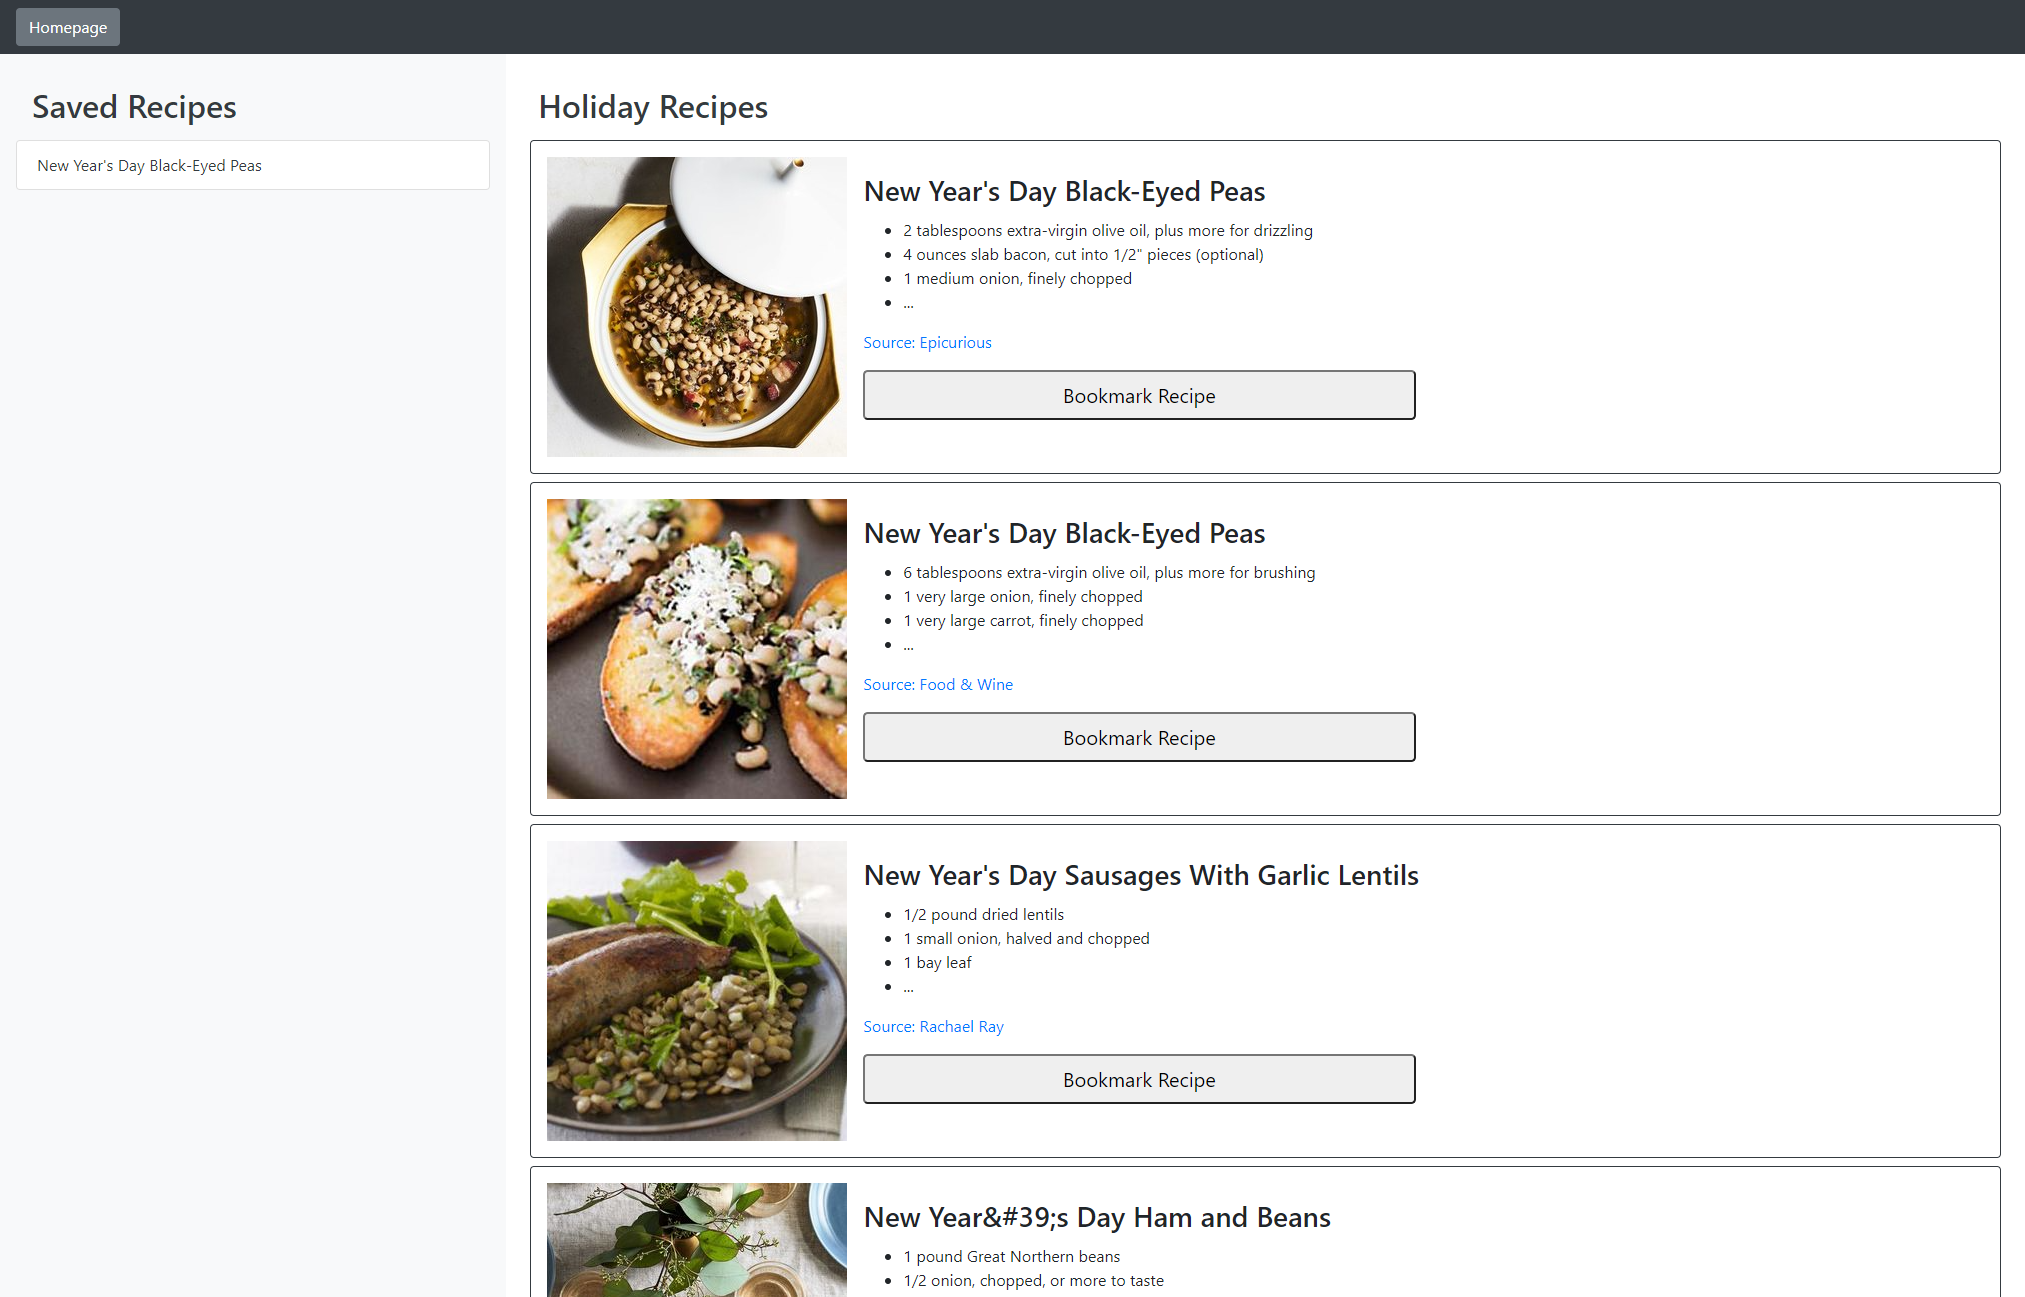 Homepage
Saved Recipes
New Year's Day Black-Eyed Peas
Holiday Recipes
New Year's Day Black-Eyed Peas
2 tablespoons extra-virgin olive oil, plus more for drizzling
4 ounces slab bacon, cut into 1/2" pieces (optional)
1 medium onion, finely chopped
...
Source: Epicurious
Bookmark Recipe
New Year's Day Black-Eyed Peas
6 tablespoons extra-virgin olive oil, plus more for brushing
1 very large onion, finely chopped
1 very large carrot, finely chopped
...
Source: Food & Wine
Bookmark Recipe
New Year's Day Sausages With Garlic Lentils
1/2 pound dried lentils
1 small onion, halved and chopped
1 bay leaf
...
Source: Rachael Ray
Bookmark Recipe
New Year&#39;s Day Ham and Beans
1 pound Great Northern beans
1/2 onion, chopped, or more to taste